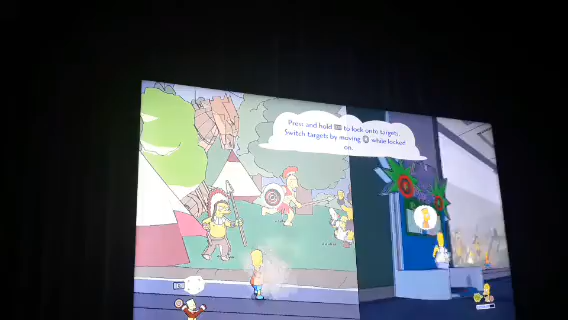 Press and hold to lock onto targets.
Switch targets by moving while locked
on.